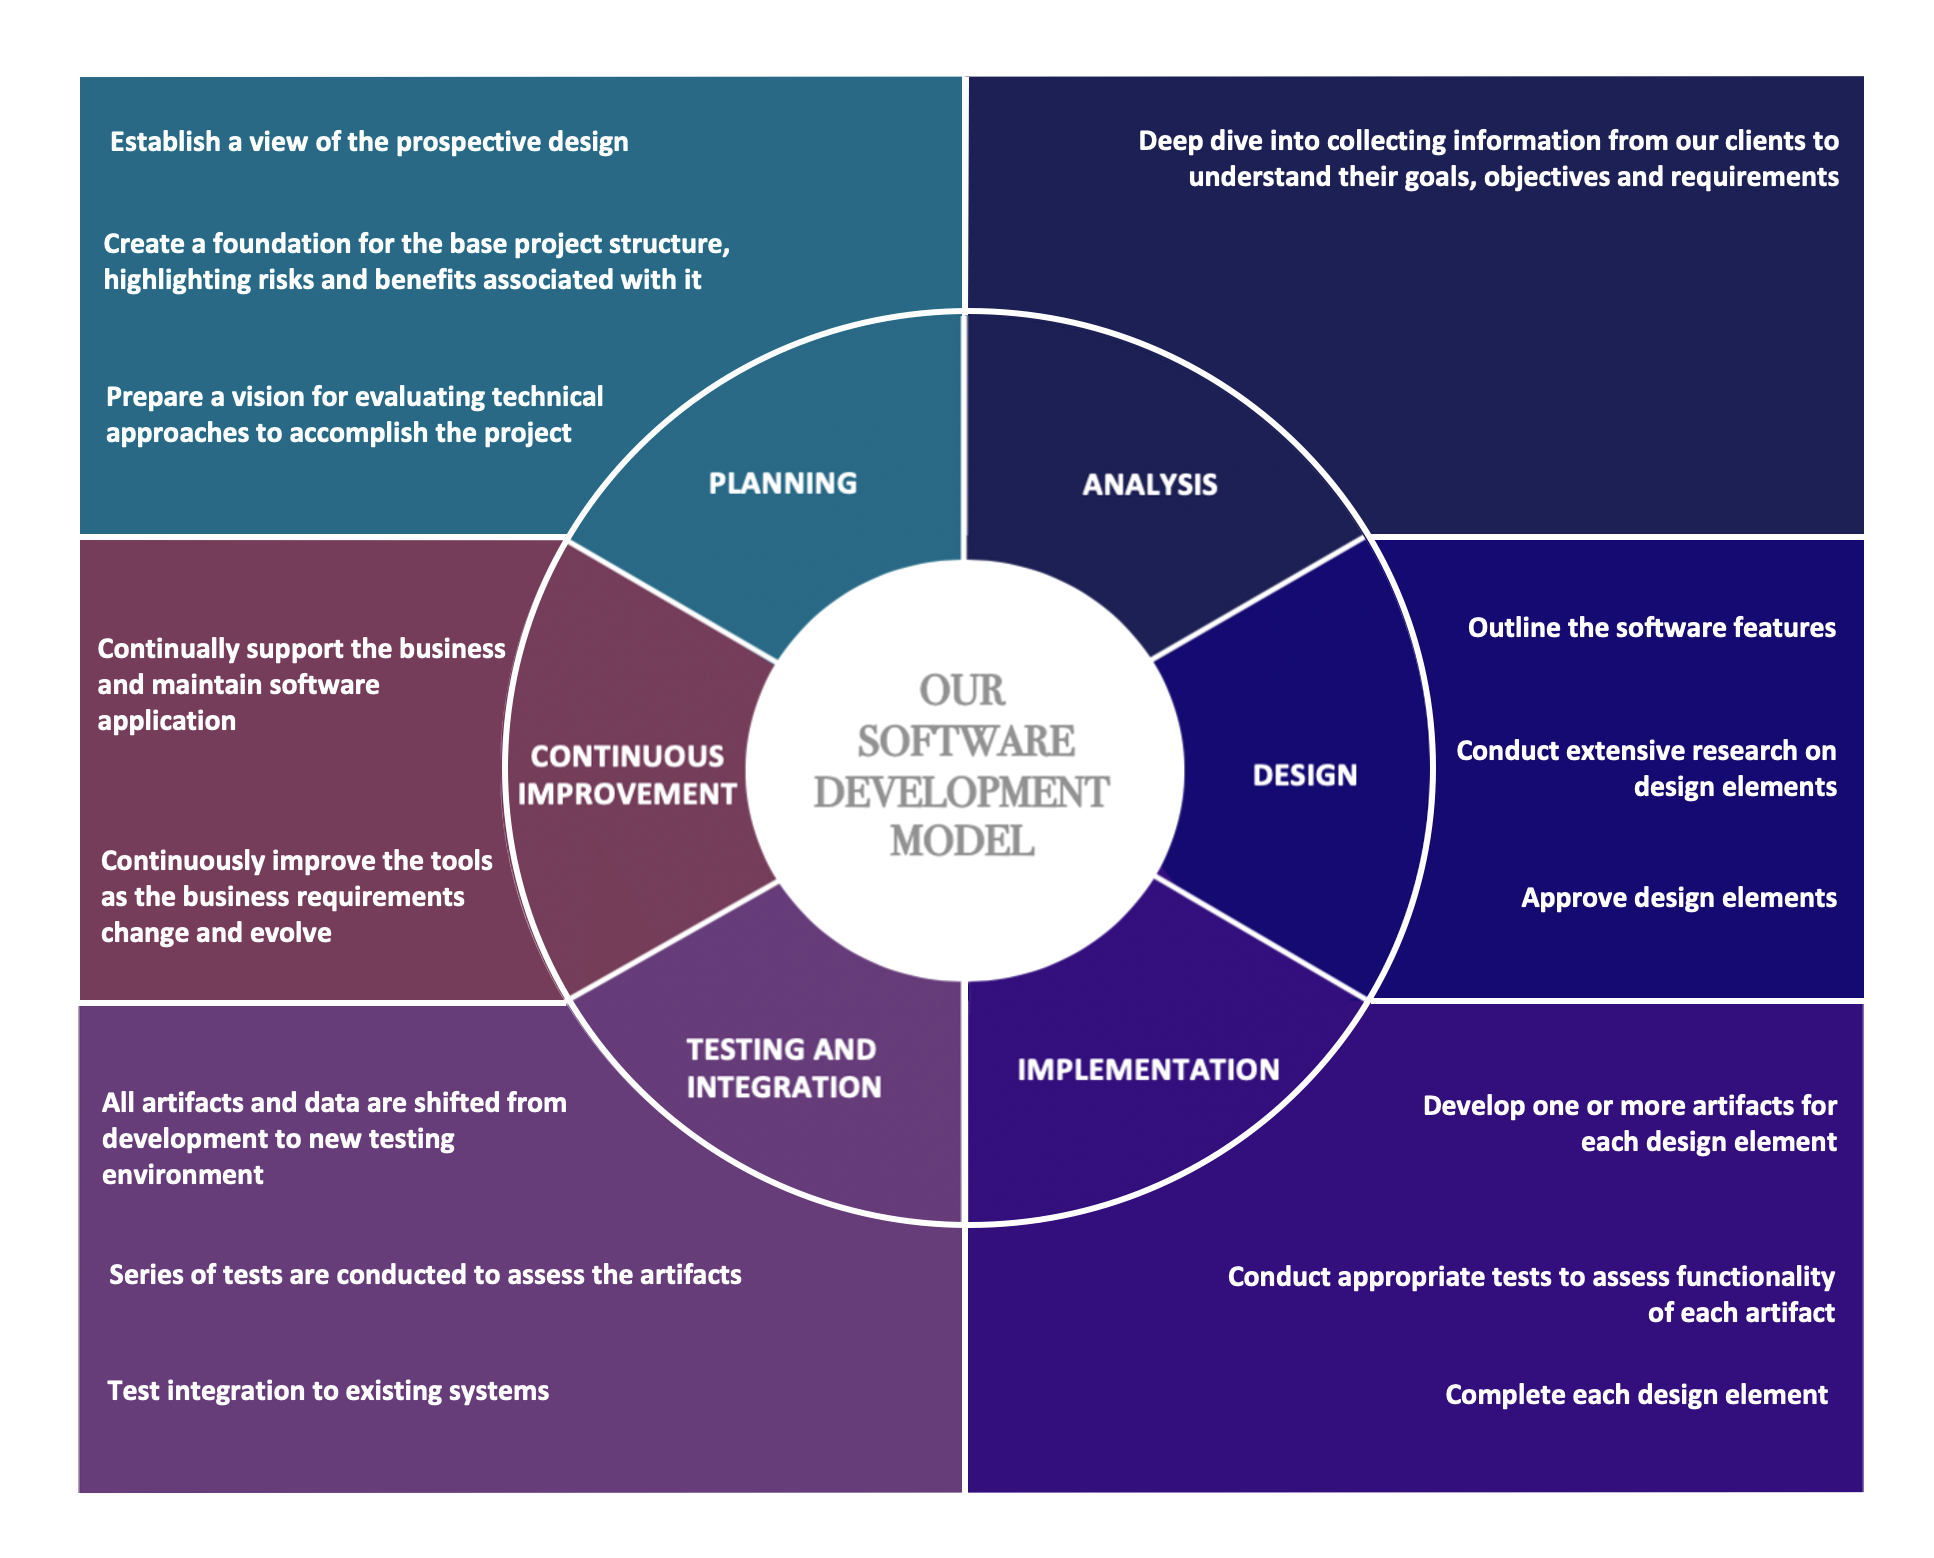 Establish a view of the prospective design
Create a foundation for the base project structure,
highlighting risks and benefits associated with it
Prepare a vision for evaluating technical
approaches to accomplish the project
PLANNING
Deep dive into collecting information from our clients to
understand their goals, objectives and requirements
ANALYSIS
Outline the software features
Conduct extensive research on
design elements
Approve design elements
DESIGN
OUR
SOFTWARE
DEVELOPMENT
MODEL
Continually support the business
and maintain software
application
Continuously improve the tools
as the business requirements
change and evolve
CONTINUOUS
IMPROVEMENT
TESTING AND
INTEGRATION
All artifacts and data are shifted from
development to new testing
environment
Series of tests are conducted to assess the artifacts
Test integration to existing systems
IMPLEMENTATION
Develop one or more artifacts for
each design element
Conduct appropriate tests to assess functionality
of each artifact
Complete each design element